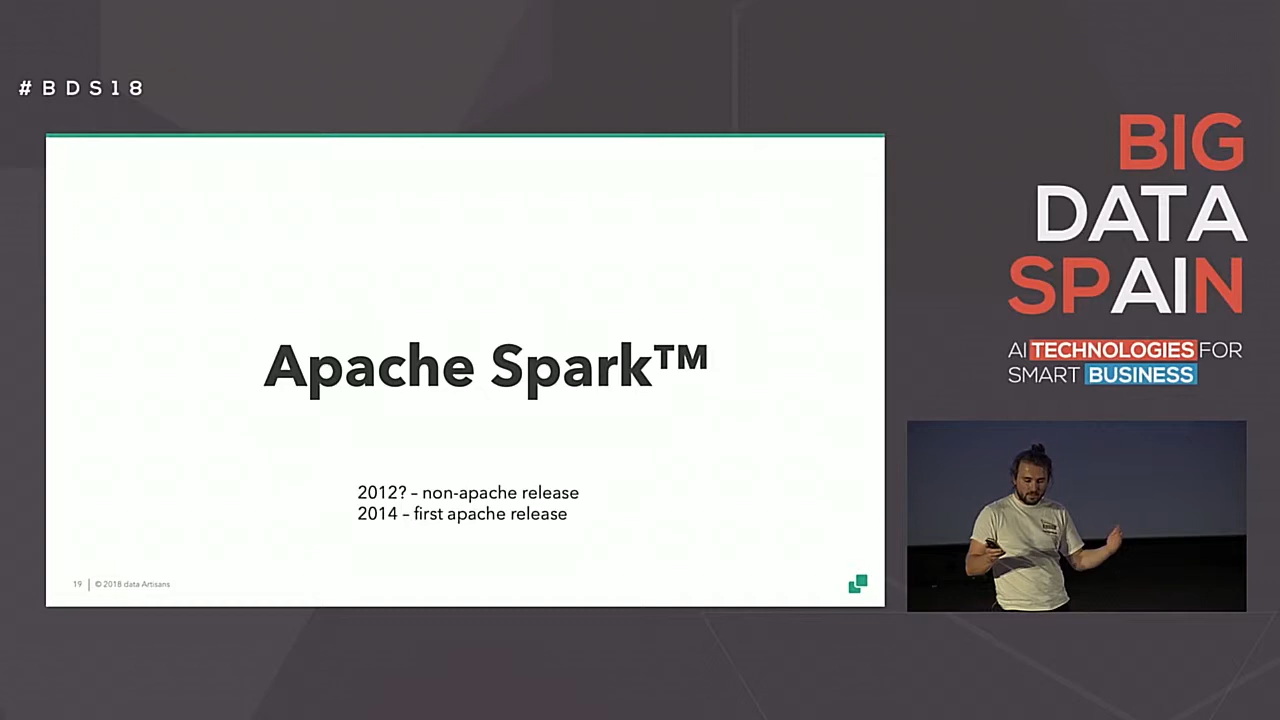 #BDS18
Apache Spark™
2012? – non-apache release
2014 – first apache release
19 | © 2018 data Artisans
BIG
DATA
SPAIN
AI TECHNOLOGIES FOR
SMART BUSINESS